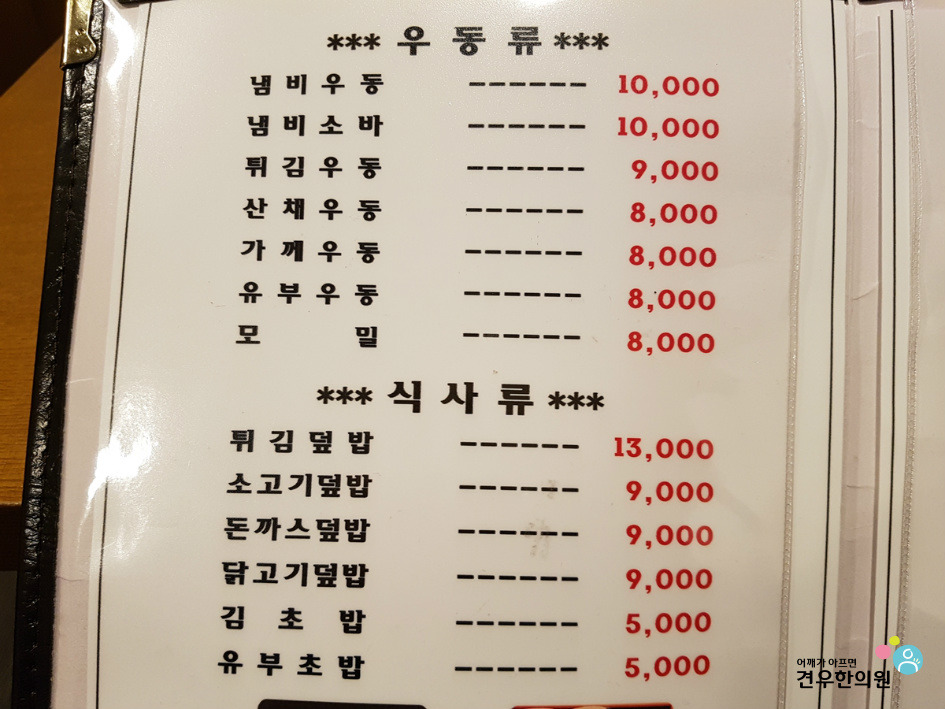 *** 우 동 류 ***
냄 비 우 동 ------ 10,000
냄 비 소 바 ------ 10,000
튀 김 우 동 ------ 9,000
산 채 우 동 ------ 8,000
가 께 우 동 ------ 8,000
유 부 우 동 ------ 8,000
모 밀 ------ 8,000
*** 식 사 류 ***
튀 김 덮 밥 ------ 13,000
소고기덮밥 ------ 9,000
돈까스덮밥 ------ 9,000
닭고기덮밥 ------ 9,000
김 초 밥 ------ 5,000
유 부 초 밥 ------ 5,000
어깨가 아프면
견우한의원